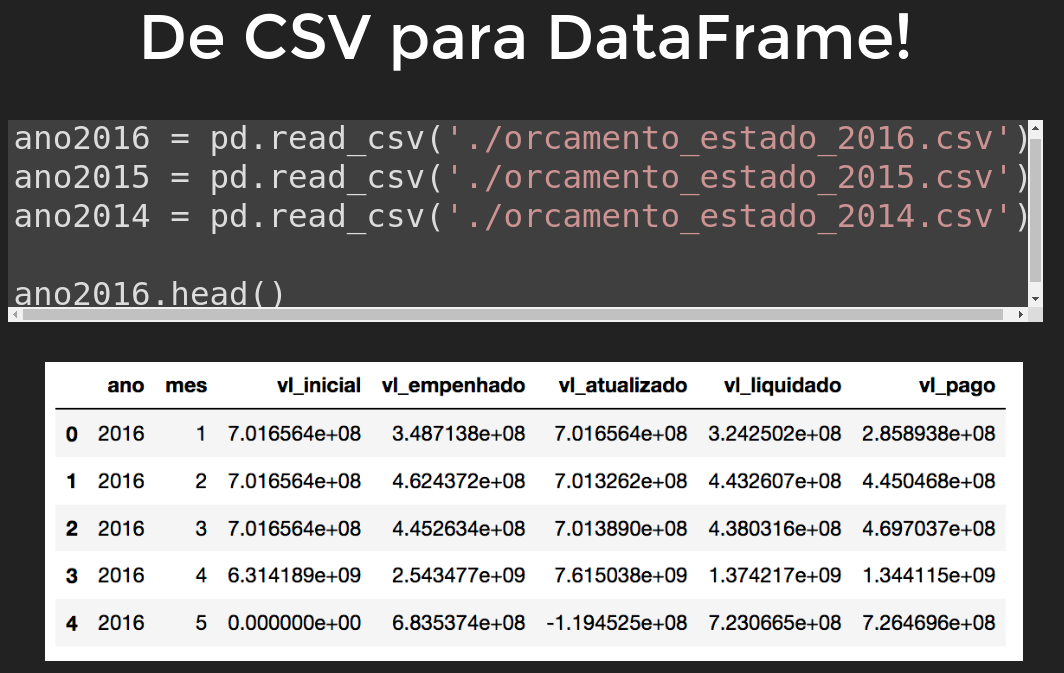 De CSV para DataFrame!
ano2016 = pd.read_csv('./orcamento_estado_2016.csv')
ano2015 = pd.read_csv('./orcamento_estado_2015.csv')
ano2014 = pd.read_csv('./orcamento_estado_2014.csv')
ano2016.head()
ano mes vl_inicial vl_empenhado vl_atualizado vl_liquidado vl_pago
0 2016 1 7.016564e+08 3.487138e+08 7.016564e+08 3.242502e+08 2.858938e+08
1 2016 2 7.016564e+08 4.624372e+08 7.013262e+08 4.432607e+08 4.450468e+08
2 2016 3 7.016564e+08 4.452634e+08 7.013890e+08 4.380316e+08 4.697037e+08
3 2016 4 6.314189e+09 2.543477e+09 7.615038e+09 1.374217e+09 1.344115e+09
4 2016 5 0.000000e+00 6.835374e+08 -1.194525e+08 7.230665e+08 7.264696e+08